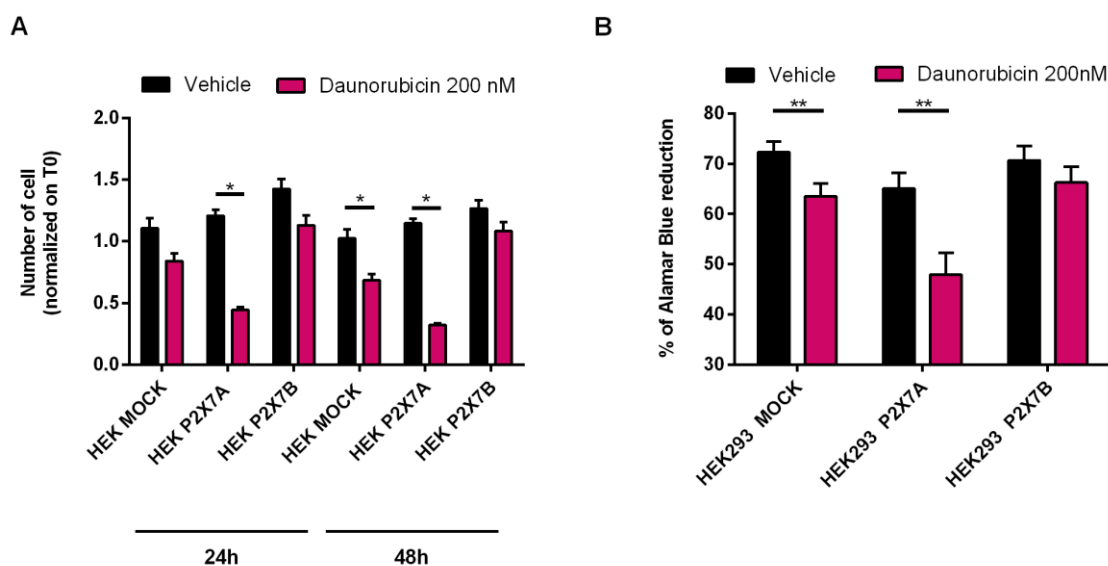 A
Vehicle
Daunorubicin 200 nM
Number of cell
(normalized on T0)
2.0
1.5
1.0
0.5
0.0
*
*
*
HEK MOCK
HEK P2X7A
HEK P2X7B
HEK MOCK
HEK P2X7A
HEK P2X7B
24h
48h
B
Vehicle
Daunorubicin 200nM
% of Alamar Blue reduction
80
70
60
50
40
30
**
**
HEK293 MOCK
HEK293 P2X7A
HEK293 P2X7B